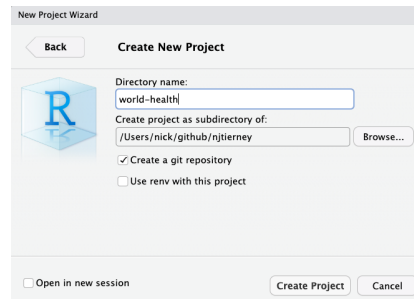 New Project Wizard
Back
Create New Project
R
Directory name:
world-health
Create project as subdirectory of:
/Users/nick/github/njtierney
Browse...
Create a git repository
Use renv with this project
Open in new session
Create Project
Cancel